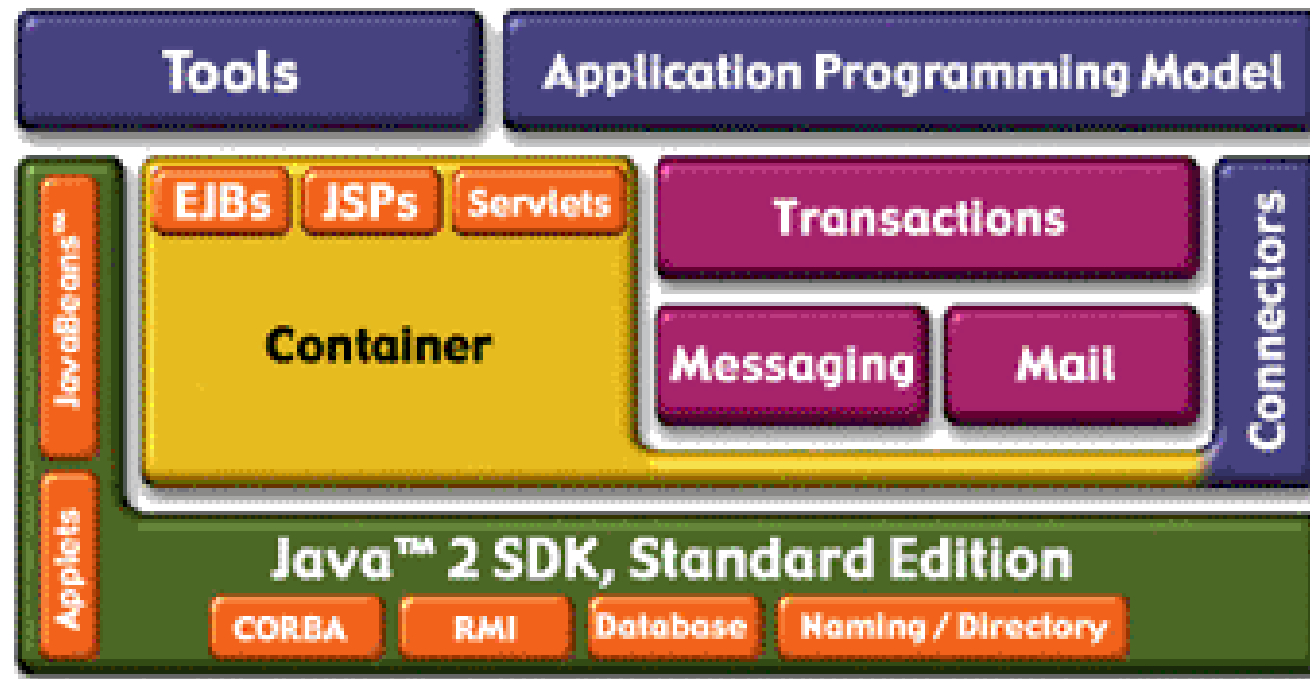 Tools
Application Programming Model
EJBs
JSPs
Servlets
Transactions
Connectors
JavaBeans™
Container
Messaging
Mail
Applets
Java™ 2 SDK, Standard Edition
CORBA
RMI
Database
Naming / Directory